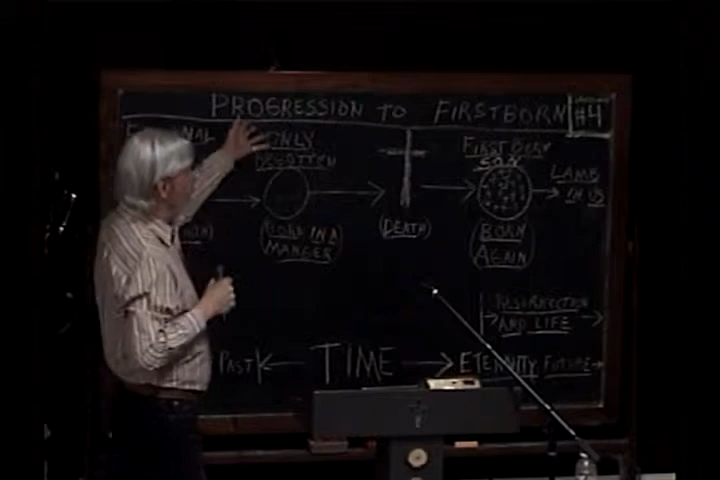 PROGRESSION TO FIRSTBORN #4
ONLY
BEGOTTEN
(BORN IN A
MANGER)
(DEATH)
FIRST BORN
SON
(BORN
AGAIN)
LAMB
IN US
RESURRECTION
AND LIFE
PAST
TIME
ETERNITY FUTURE